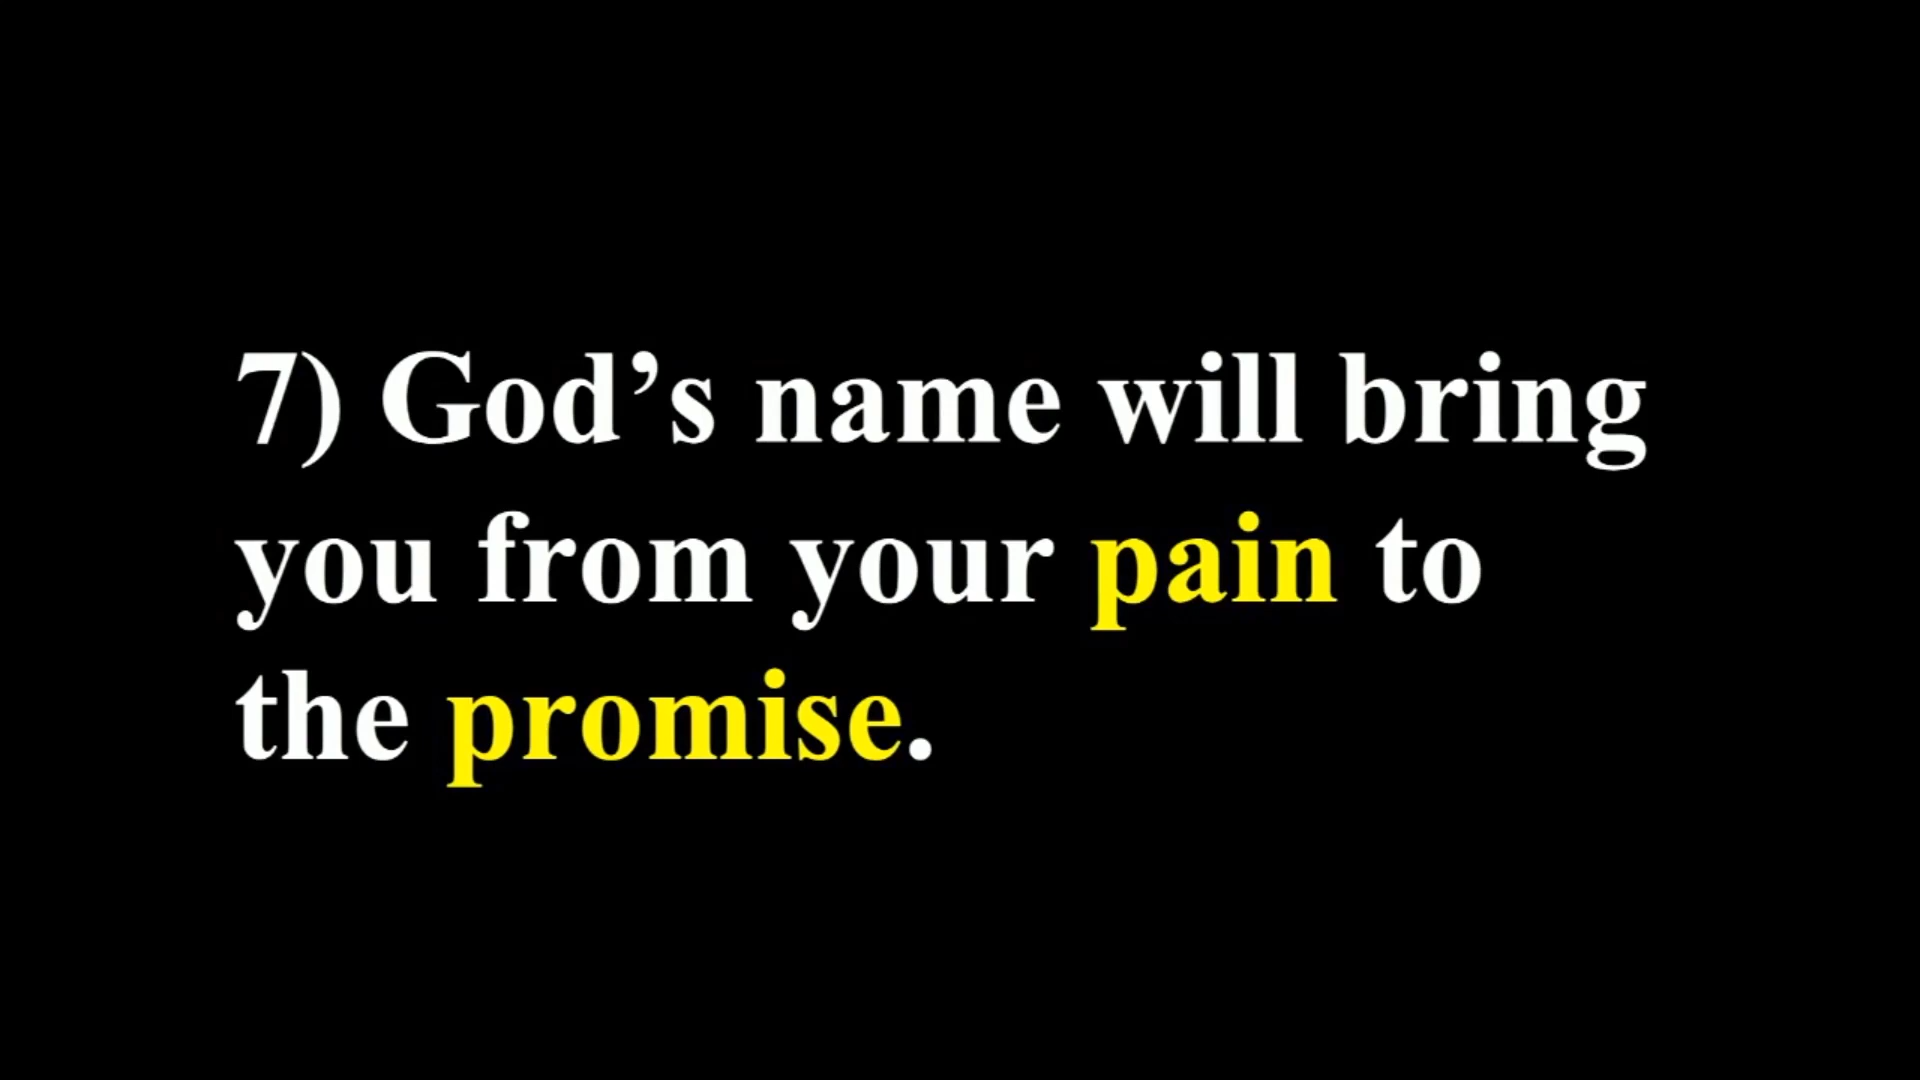 7) God’s name will bring
you from your pain to
the promise.